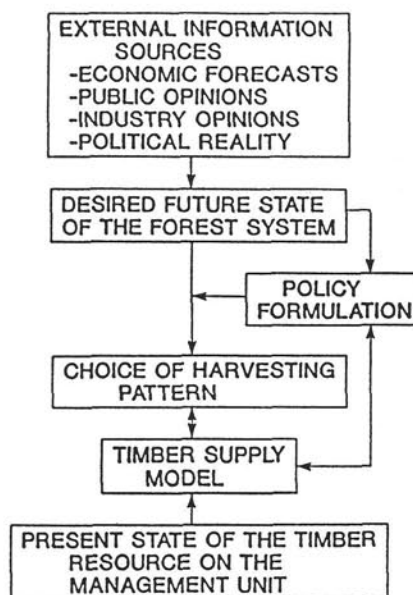 EXTERNAL INFORMATION
SOURCES
-ECONOMIC FORECASTS
-PUBLIC OPINIONS
-INDUSTRY OPINIONS
-POLITICAL REALITY
DESIRED FUTURE STATE
OF THE FOREST SYSTEM
POLICY
FORMULATION
CHOICE OF HARVESTING
PATTERN
TIMBER SUPPLY
MODEL
PRESENT STATE OF THE TIMBER
RESOURCE ON THE
MANAGEMENT UNIT